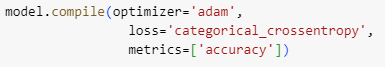 model.compile(optimizer='adam',
              loss='categorical_crossentropy',
              metrics=['accuracy'])